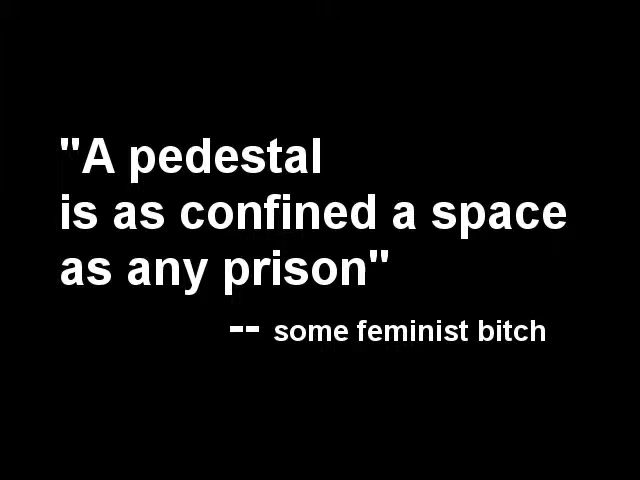 "A pedestal
is as confined a space
as any prison"
-- some feminist bitch